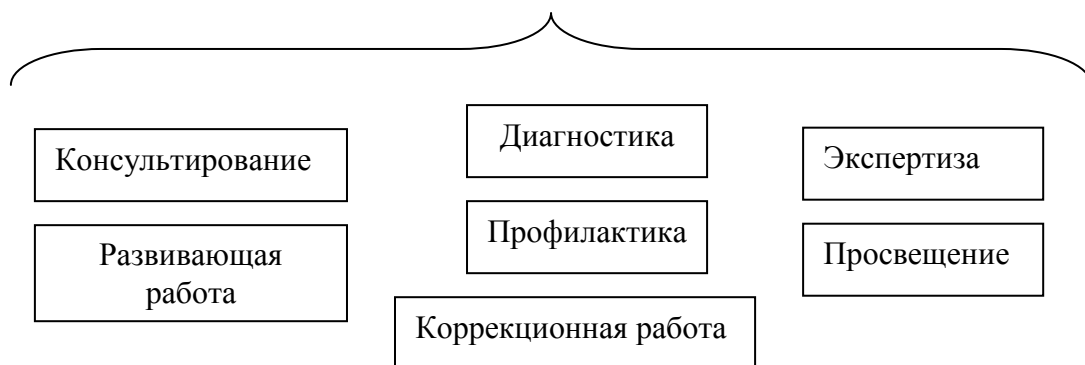 Консультирование
Развивающая
работа
Диагностика
Профилактика
Коррекционная работа
Экспертиза
Просвещение